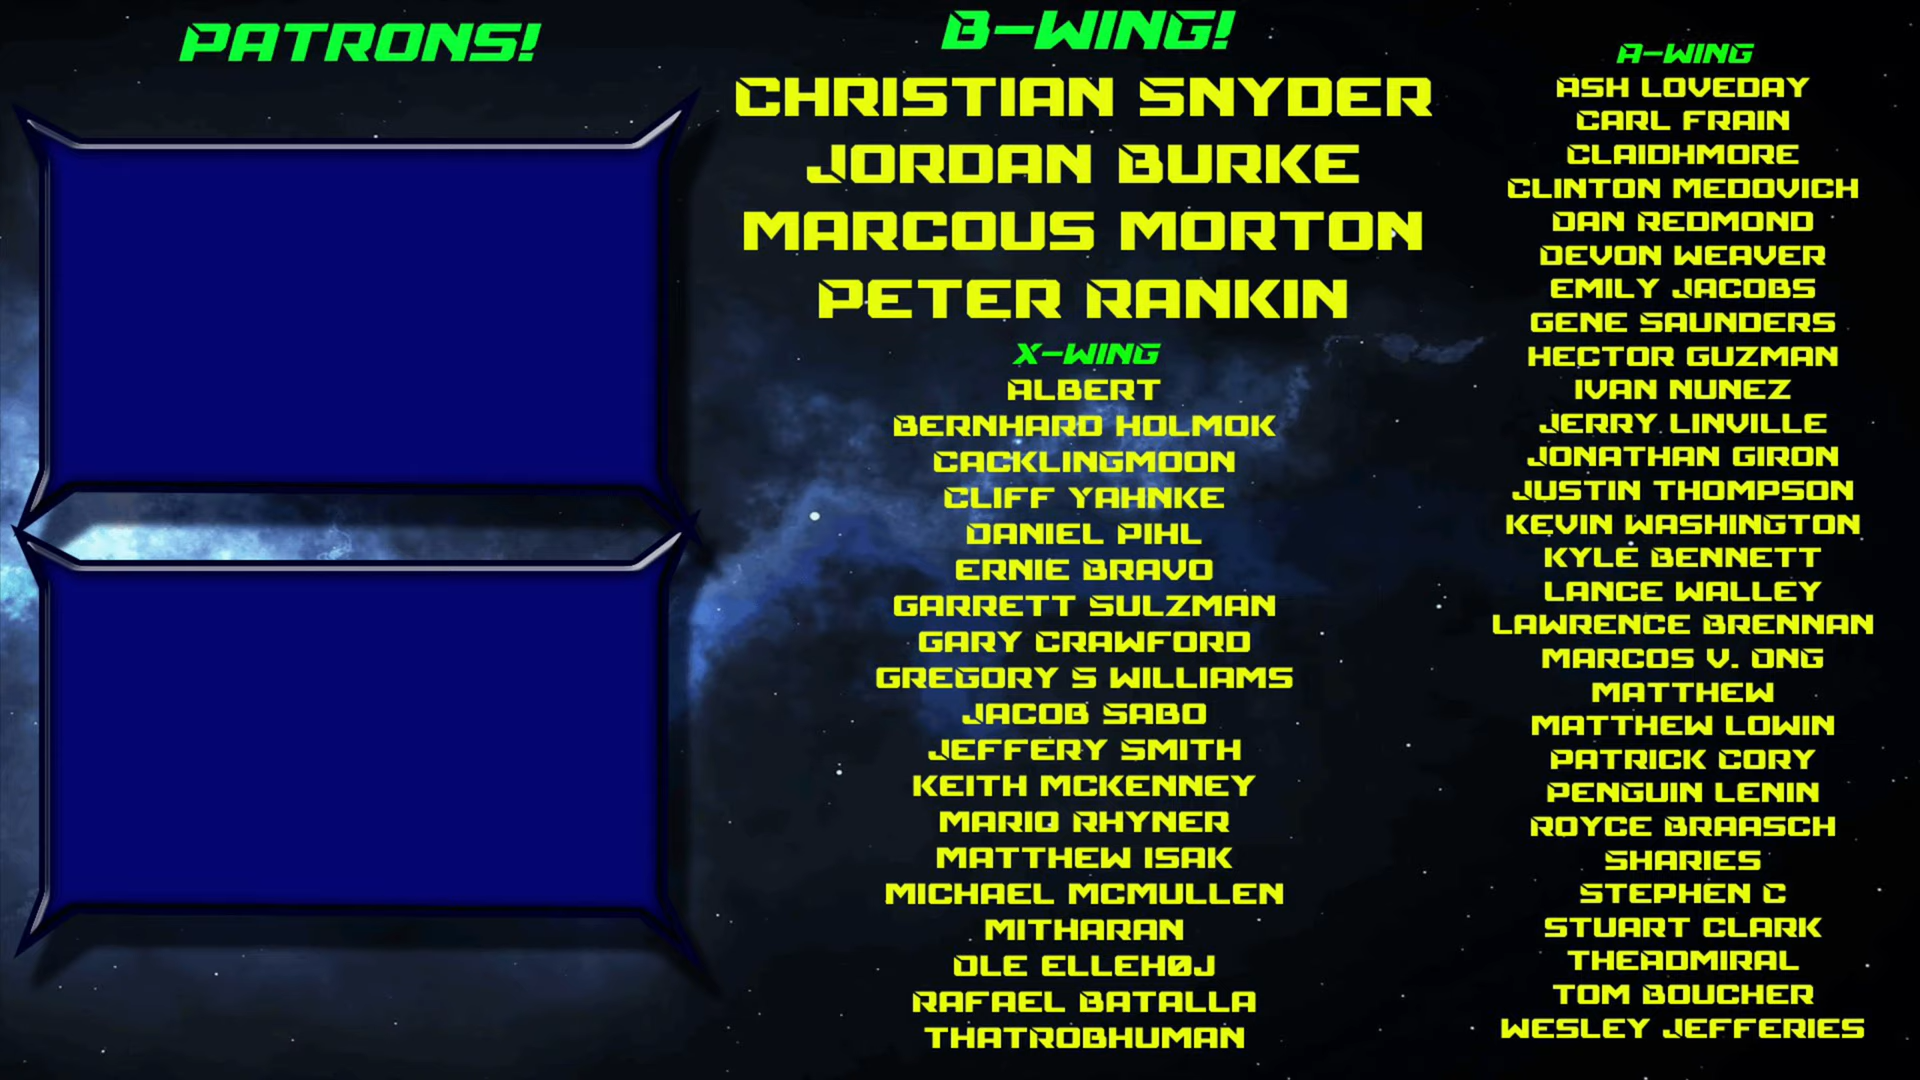 PATRONS!
B-WING!
CHRISTIAN SNYDER
JORDAN BURKE
MARCOUS MORTON
PETER RANKIN
X-WING
ALBERT
BERNHARD HOLMOK
CACKLINGMOON
CLIFF YAHNKE
DANIEL PIHL
ERNIE BRAVO
GARRETT SULZMAN
GARY CRAWFORD
GREGORY S WILLIAMS
JACOB SABO
JEFFERY SMITH
KEITH MCKENNEY
MARIO RHYNER
MATTHEW ISAK
MICHAEL MCMULLEN
MITHARAN
OLE ELLEHØJ
RAFAEL BATALLA
THATROBHUMAN
A-WING
ASH LOVEDAY
CARL FRAIN
CLAIDHMORE
CLINTON MEDOVICH
DAN REDMOND
DEVON WEAVER
EMILY JACOBS
GENE SAUNDERS
HECTOR GUZMAN
IVAN NUNEZ
JERRY LINVILLE
JONATHAN GIRON
JUSTIN THOMPSON
KEVIN WASHINGTON
KYLE BENNETT
LANCE WALLEY
LAWRENCE BRENNAN
MARCOS V. ONG
MATTHEW
MATTHEW LOWIN
PATRICK CORY
PENGUIN LENIN
ROYCE BRAASCH
SHARIES
STEPHEN C
STUART CLARK
THEADMIRAL
TOM BOUCHER
WESLEY JEFFERIES